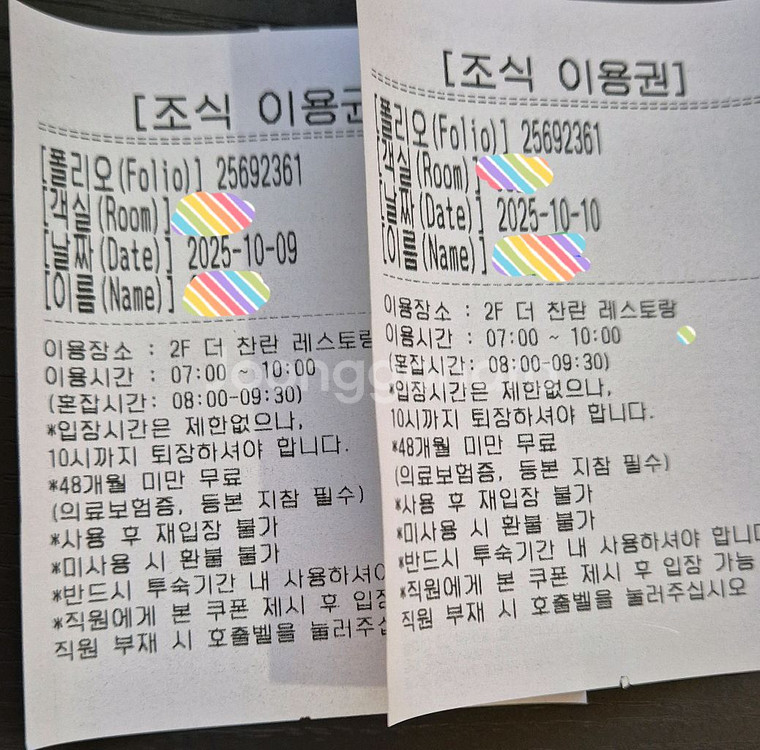 [조식 이용권
[폴리오(Folio)] 25692361
[객실(Room)]
[날짜(Date)] 2025-10-09
[이름(Name)]
이용장소 : 2F 더 찬란 레스토랑
이용시간 : 07:00 ~ 10:00
(혼잡시간: 08:00-09:30)
*입장시간은 제한없으나,
10시까지 퇴장하셔야 합니다.
*48개월 미만 무료
(의료보험증, 등본 지참 필수)
*사용 후 재입장 불가
*미사용 시 환불 불가
*반드시 투숙기간 내 사용하셔야
*직원에게 본 쿠폰 제시 후 입장
직원 부재 시 호출벨을 눌러주십
[조식 이용권]
[폴리오(Folio)] 25692361
[객실(Room)]
[날짜(Date)] 2025-10-10
[이름(Name)]
이용장소 : 2F 더 찬란 레스토랑
이용시간 : 07:00 ~ 10:00
(혼잡시간: 08:00-09:30)
*입장시간은 제한없으나,
10시까지 퇴장하셔야 합니다.
*48개월 미만 무료
(의료보험증, 등본 지참 필수)
*사용 후 재입장 불가
*미사용 시 환불 불가
*반드시 투숙기간 내 사용하셔야 합니다
*직원에게 본 쿠폰 제시 후 입장 가능
직원 부재 시 호출벨을 눌러주십시오